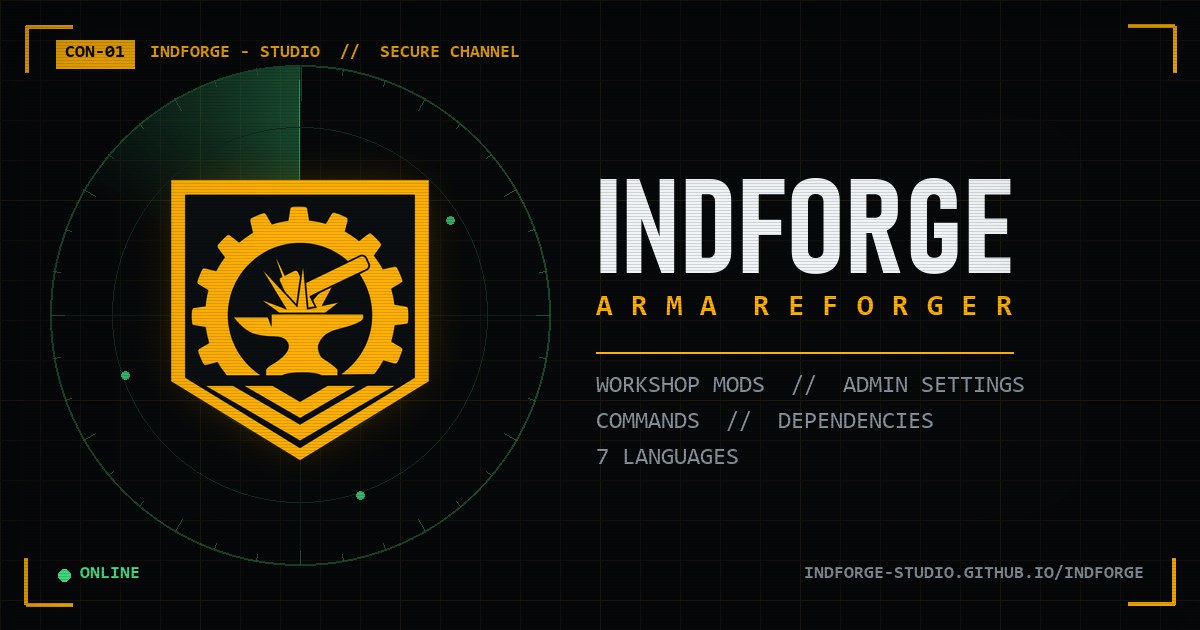 CON-01 INDFORGE - STUDIO // SECURE CHANNEL
INDFORGE
ARMA REFORGER
WORKSHOP MODS // ADMIN SETTINGS
COMMANDS // DEPENDENCIES
7 LANGUAGES
ONLINE
INDFORGE-STUDIO.GITHUB.IO/INDFORGE